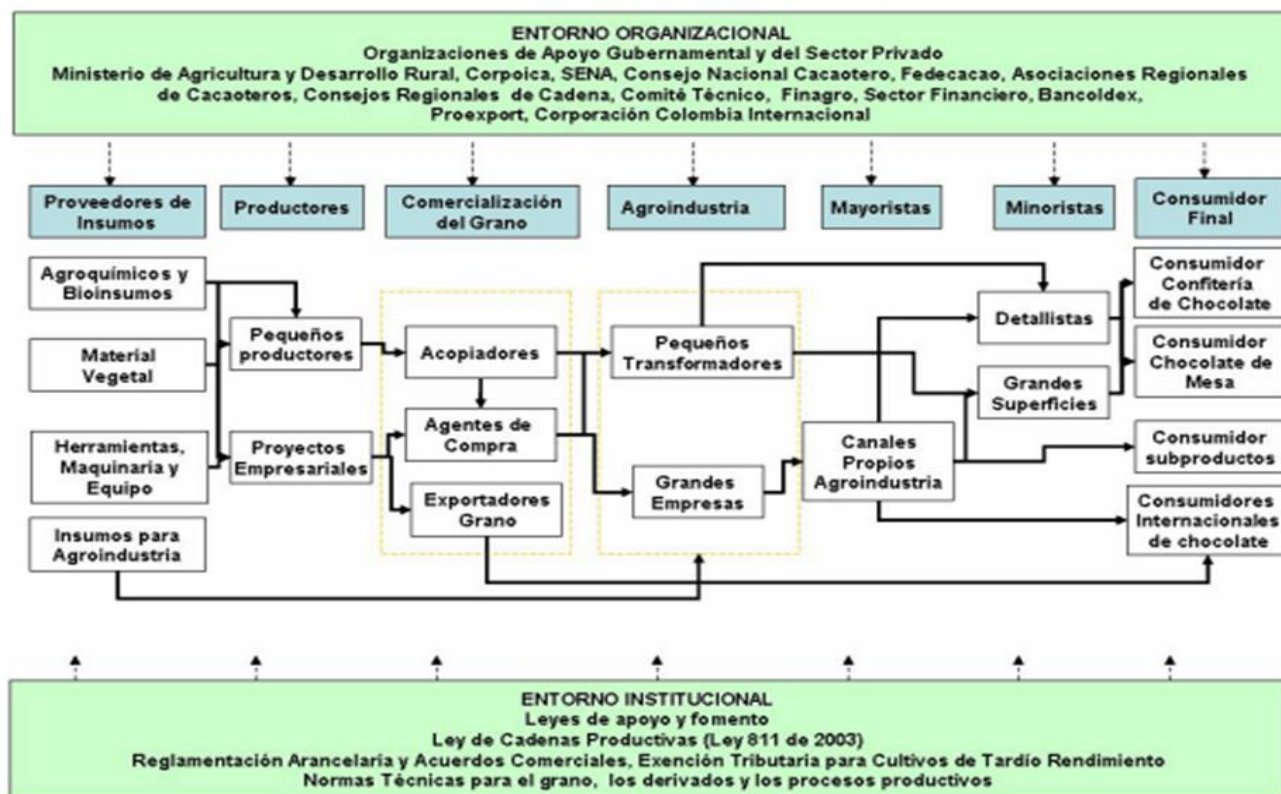 ENTORNO ORGANIZACIONAL
Organizaciones de Apoyo Gubernamental y del Sector Privado
Ministerio de Agricultura y Desarrollo Rural, Corpoica, SENA, Consejo Nacional Cacaotero, Fedecacao, Asociaciones Regionales
de Cacaoteros, Consejos Regionales de Cadena, Comité Técnico, Finagro, Sector Financiero, Bancoldex,
Proexport, Corporación Colombia Internacional
Proveedores de
Insumos
Productores
Comercialización
del Grano
Agroindustria
Mayoristas
Minoristas
Consumidor
Final
Agroquímicos y
Bioinsumos
Material
Vegetal
Herramientas,
Maquinaria y
Equipo
Insumos para
Agroindustria
Pequeños
productores
Proyectos
Empresariales
Acopiadores
Agentes de
Compra
Exportadores
Grano
Pequeños
Transformadores
Grandes
Empresas
Canales
Propios
Agroindustria
Detallistas
Grandes
Superficies
Consumidor
Confitería
de Chocolate
Consumidor
Chocolate de
Mesa
Consumidor
subproductos
Consumidores
Internacionales
de chocolate
ENTORNO INSTITUCIONAL
Leyes de apoyo y fomento
Ley de Cadenas Productivas (Ley 811 de 2003)
Reglamentación Arancelaria y Acuerdos Comerciales, Exención Tributaria para Cultivos de Tardío Rendimiento
Normas Técnicas para el grano, los derivados y los procesos productivos